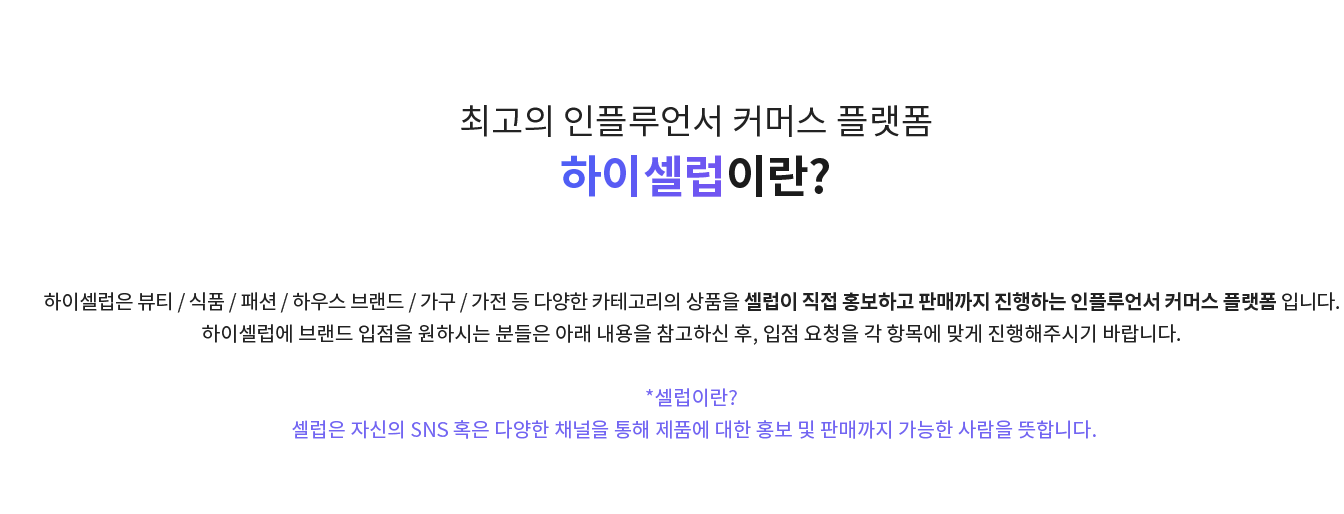 최고의 인플루언서 커머스 플랫폼
하이셀럽이란?
하이셀럽은 뷰티 / 식품 / 패션 / 하우스 브랜드 / 가구 / 가전 등 다양한 카테고리의 상품을 셀럽이 직접 홍보하고 판매까지 진행하는 인플루언서 커머스 플랫폼 입니다.
하이셀럽에 브랜드 입점을 원하시는 분들은 아래 내용을 참고하신 후, 입점 요청을 각 항목에 맞게 진행해주시기 바랍니다.
*셀럽이란?
셀럽은 자신의 SNS 혹은 다양한 채널을 통해 제품에 대한 홍보 및 판매까지 가능한 사람을 뜻합니다.